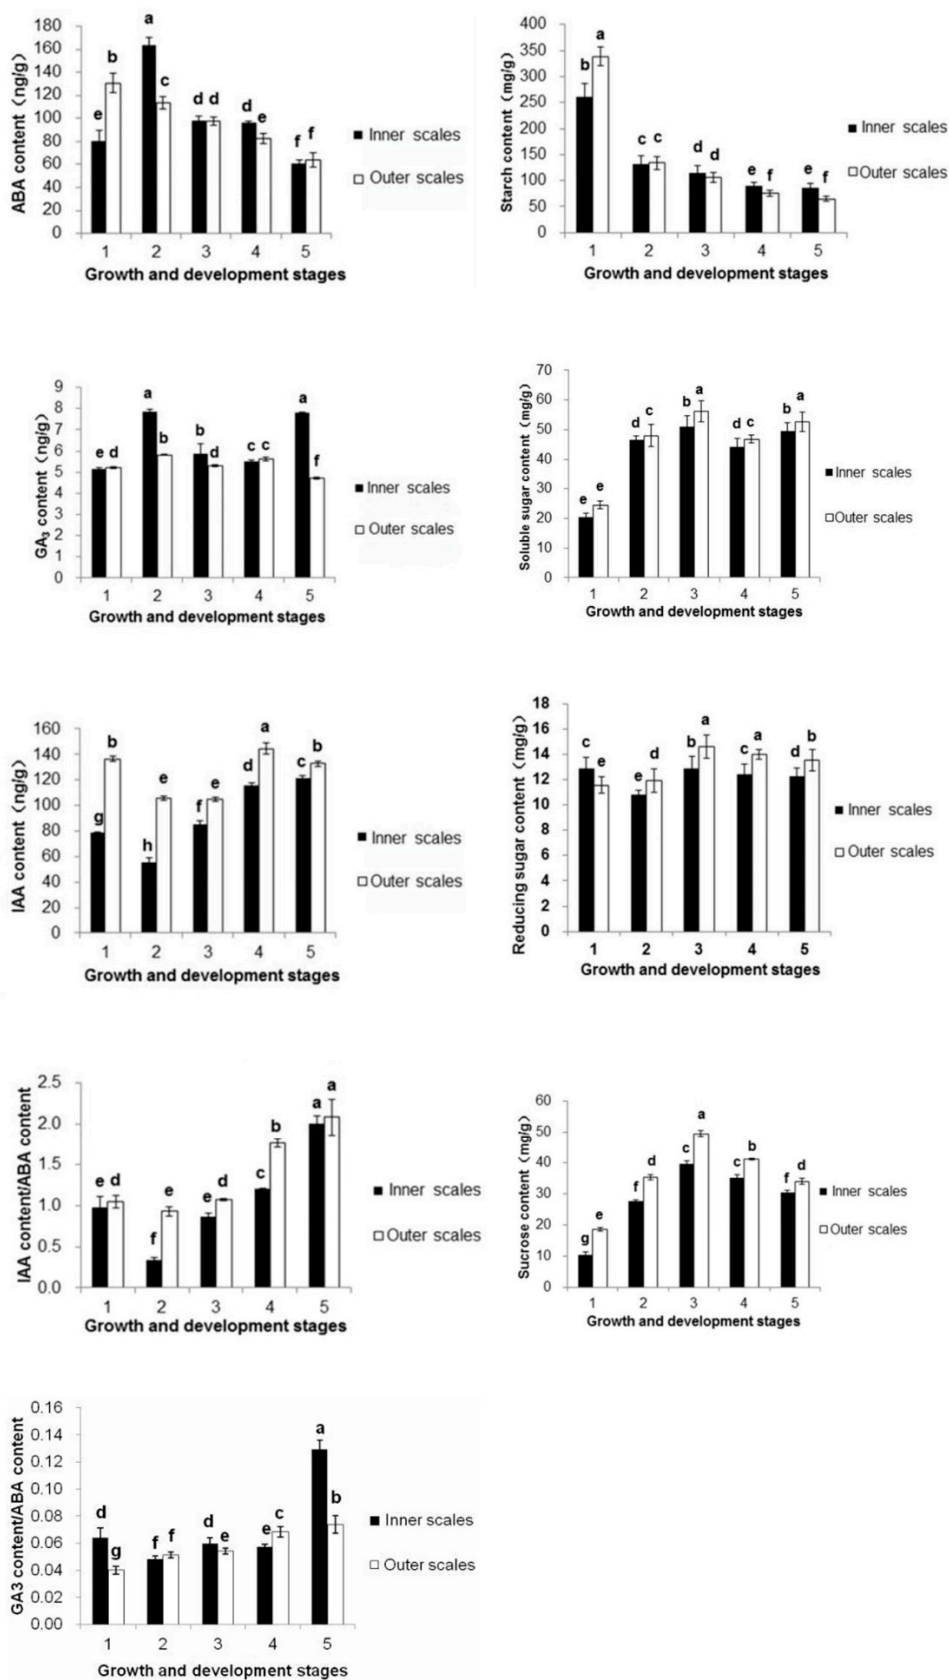 ABA content (ng/g)
180
160
140
120
100
80
60
40
20
0
e b a c d d d e f f
1 2 3 4 5
Growth and development stages
Inner scales
Outer scales
Starch content (mg/g)
400
350
300
250
200
150
100
50
0
b a c c d d e f e f
1 2 3 4 5
Growth and development stages
Inner scales
Outer scales
GA3 content (ng/g)
9
8
7
6
5
4
3
2
1
0
e d a b b d c c a f
1 2 3 4 5
Growth and development stages
Inner scales
Outer scales
Soluble sugar content (mg/g)
70
60
50
40
30
20
10
0
e e d c b a d c b a
1 2 3 4 5
Growth and development stages
Inner scales
Outer scales
IAA content (ng/g)
160
140
120
100
80
60
40
20
0
g b h e f e d a c b
1 2 3 4 5
Growth and development stages
Inner scales
Outer scales
Reducing sugar content (mg/g)
18
16
14
12
10
8
6
4
2
0
c e e d b a c a d b
1 2 3 4 5
Growth and development stages
Inner scales
Outer scales
IAA content/ABA content
2.5
2.0
1.5
1.0
0.5
0.0
e d f e e d c b a a
1 2 3 4 5
Growth and development stages
Inner scales
Outer scales
Sucrose content (mg/g)
60
50
40
30
20
10
0
g e f d c a c b f d
1 2 3 4 5
Growth and development stages
Inner scales
Outer scales
GA3 content/ABA content
0.16
0.14
0.12
0.10
0.08
0.06
0.04
0.02
0.00
d g f f d e e c a b
1 2 3 4 5
Growth and development stages
Inner scales
Outer scales